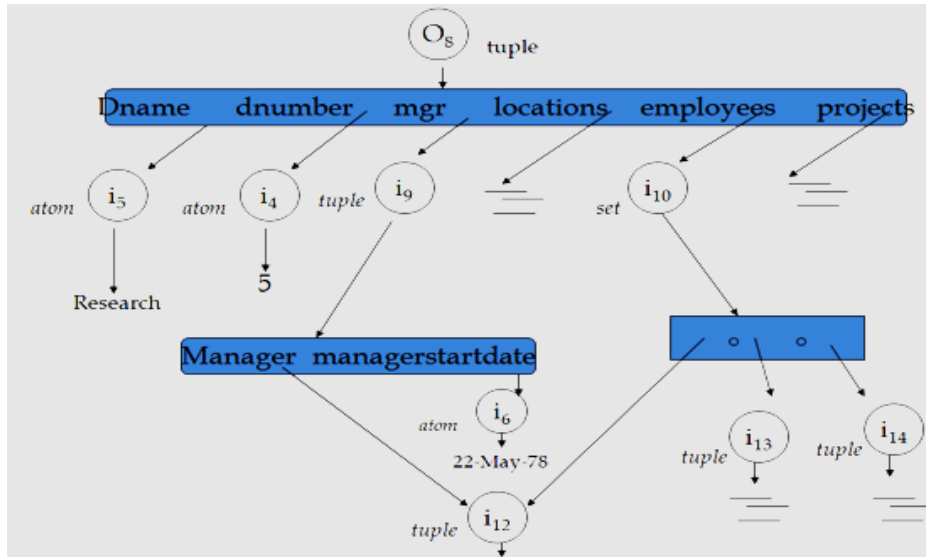 O8 tuple
Dname dnumber mgr locations employees projects
i5 i4 i9 i10
atom atom tuple set
5
Research
Manager managerstartdate
i6
atom
22-May-78
i13 i14
tuple tuple
i12
tuple